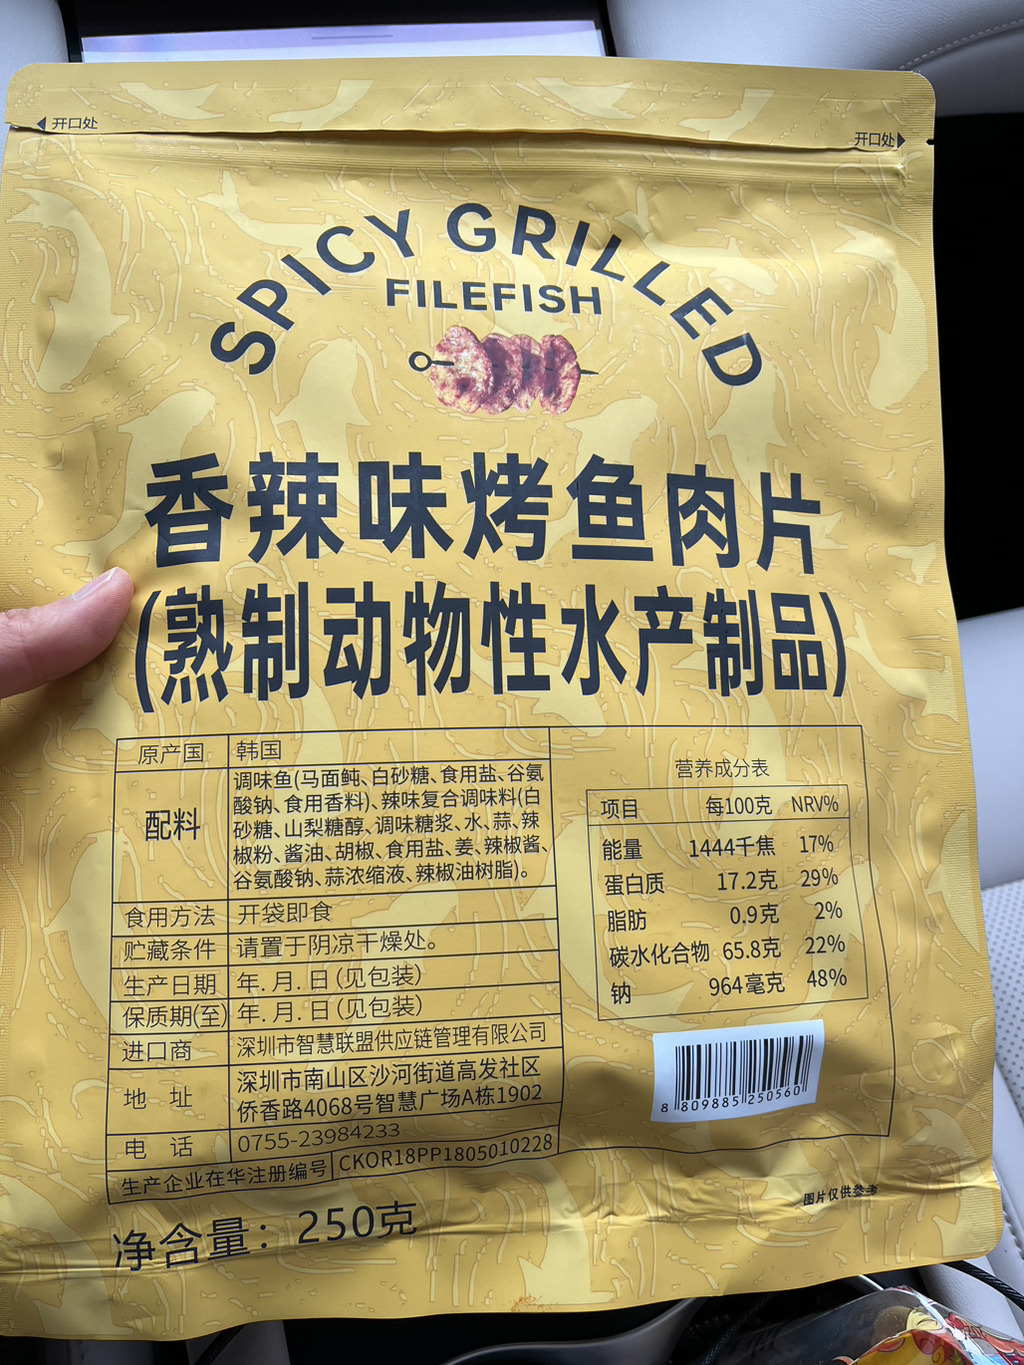 开口处
开口处
SPICY GRILLED
FILEFISH
香辣味烤鱼肉片
(熟制动物性水产制品)
原产国 韩国
配料 调味鱼(马面鲀、白砂糖、食用盐、谷氨
酸钠、食用香料)、辣味复合调味料(白
砂糖、山梨糖醇、调味糖浆、水、蒜、辣
椒粉、酱油、胡椒、食用盐、姜、辣椒酱、
谷氨酸钠、蒜浓缩液、辣椒油树脂)。
食用方法 开袋即食
贮藏条件 请置于阴凉干燥处。
生产日期 年. 月. 日(见包装)
保质期(至) 年. 月. 日(见包装)
进口商 深圳市智慧联盟供应链管理有限公司
地 址 深圳市南山区沙河街道高发社区
侨香路4068号智慧广场A栋1902
电 话 0755-23984233
生产企业在华注册编号 CKOR18PP1805010228
营养成分表
项目 每100克 NRV%
能量 1444千焦 17%
蛋白质 17.2克 29%
脂肪 0.9克 2%
碳水化合物 65.8克 22%
钠 964毫克 48%
8 809885 250560
图片仅供参考
净含量：250克